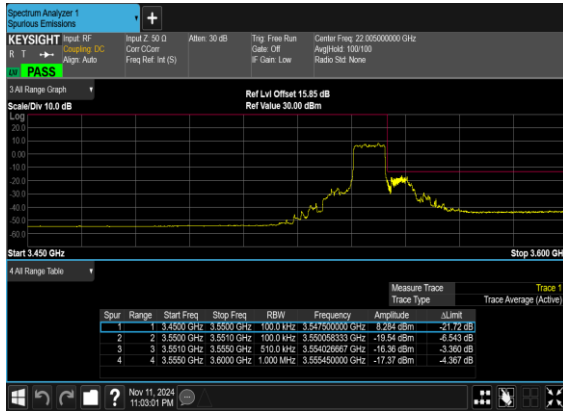 Spectrum Analyzer 1
Spurious Emissions
KEYSIGHT Input: RF Input Z: 50 Ω Atten: 30 dB Trig: Free Run Center Freq: 22.005000000 GHz
R T Coupling: DC Corr CCorr Gate: Off Avg|Hold: 100/100
Align: Auto Freq Ref: Int (S) IF Gain: Low Radio Std: None
PASS
3 All Range Graph
Scale/Div 10.0 dB Ref Lvl Offset 15.85 dB
Ref Value 30.00 dBm
Log
20.0
10.0
0.00
-10.0
-20.0
-30.0
-40.0
-50.0
-60.0
Start 3.450 GHz Stop 3.600 GH
4 All Range Table
Measure Trace Trace 1
Trace Type Trace Average (Active)
Spur Range Start Freq Stop Freq RBW Frequency Amplitude ΔLimit
1 1 3.4500 GHz 3.5500 GHz 100.0 kHz 3.547500000 GHz 8.284 dBm -21.72 dB
2 2 3.5500 GHz 3.5510 GHz 100.0 kHz 3.550058333 GHz -19.54 dBm -6.543 dB
3 3 3.5510 GHz 3.5550 GHz 510.0 kHz 3.554026667 GHz -16.36 dBm -3.360 dB
4 4 3.5550 GHz 3.6000 GHz 1.000 MHz 3.555450000 GHz -17.37 dBm -4.367 dB
Nov 11, 2024
11:03:01 PM